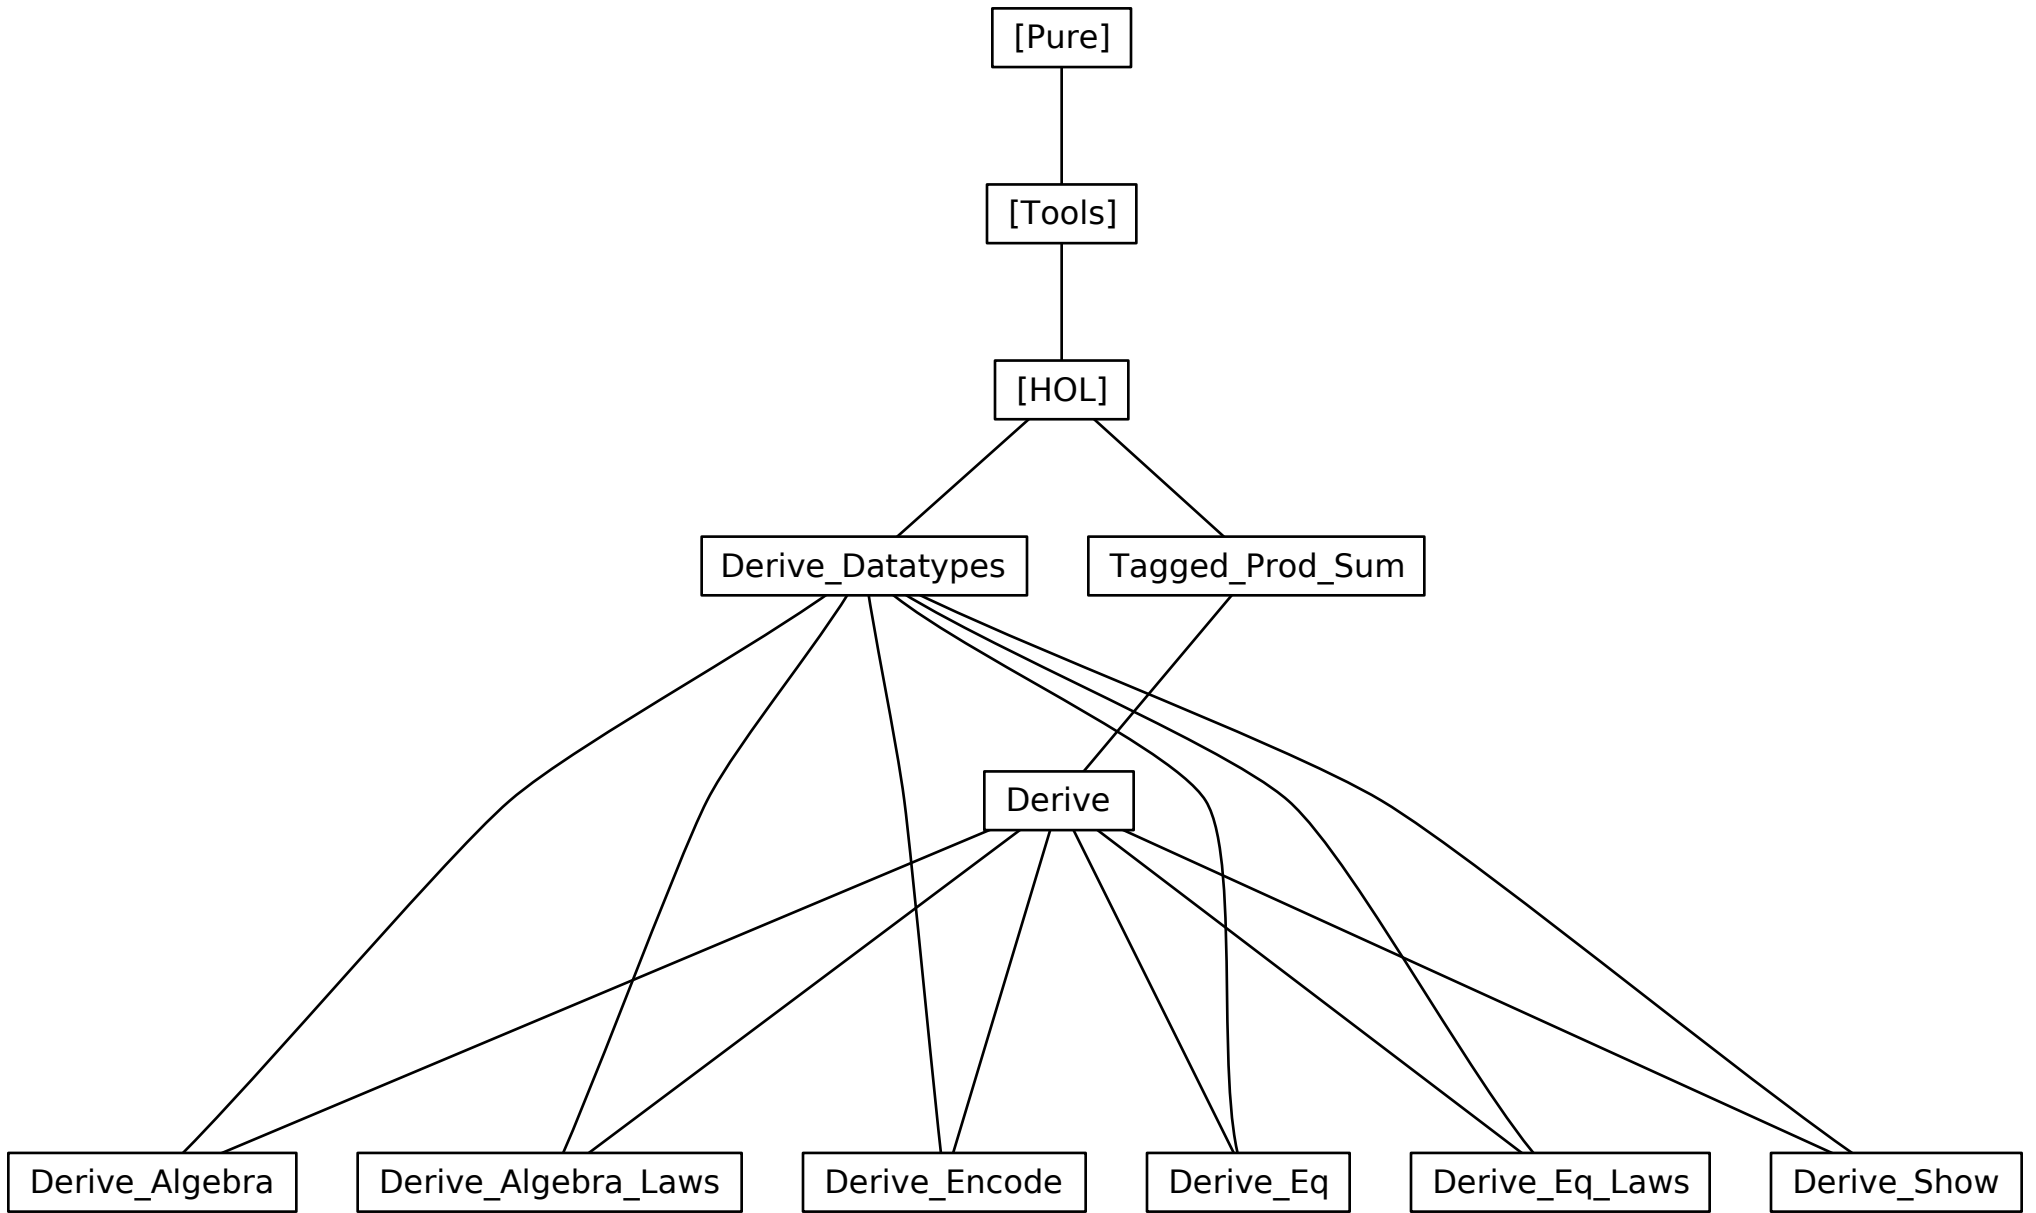 [Pure]
[Tools]
[HOL]
Derive_Datatypes
Tagged_Prod_Sum
Derive
Derive_Algebra
Derive_Algebra_Laws
Derive_Encode
Derive_Eq
Derive_Eq_Laws
Derive_Show